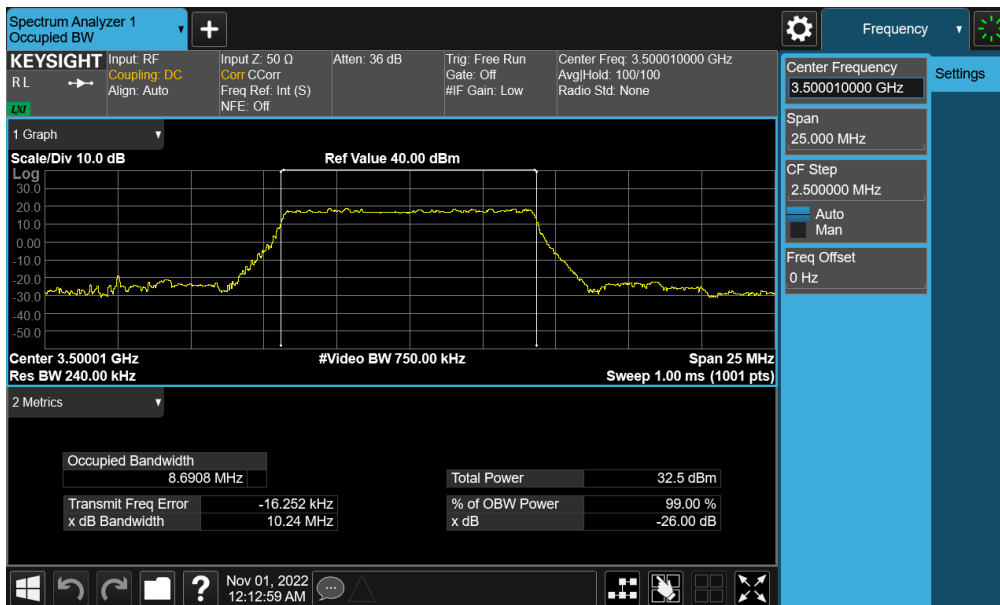 Spectrum Analyzer 1
Occupied BW
Frequency
KEYSIGHT
RL
LXI
Input: RF
Coupling: DC
Align: Auto
Input Z: 50 Ω
Corr CCorr
Freq Ref: Int (S)
NFE: Off
Atten: 36 dB
Trig: Free Run
Gate: Off
#IF Gain: Low
Center Freq: 3.500010000 GHz
Avg|Hold: 100/100
Radio Std: None
Center Frequency
3.500010000 GHz
Settings
Span
25.000 MHz
CF Step
2.500000 MHz
Auto
Man
Freq Offset
0 Hz
1 Graph
Scale/Div 10.0 dB
Ref Value 40.00 dBm
Log
30.0
20.0
10.0
0.00
-10.0
-20.0
-30.0
-40.0
-50.0
Center 3.50001 GHz
#Video BW 750.00 kHz
Span 25 MHz
Res BW 240.00 kHz
Sweep 1.00 ms (1001 pts)
2 Metrics
Occupied Bandwidth
8.6908 MHz
Total Power
32.5 dBm
Transmit Freq Error
-16.252 kHz
% of OBW Power
99.00 %
x dB Bandwidth
10.24 MHz
x dB
-26.00 dB
?
Nov 01, 2022
12:12:59 AM